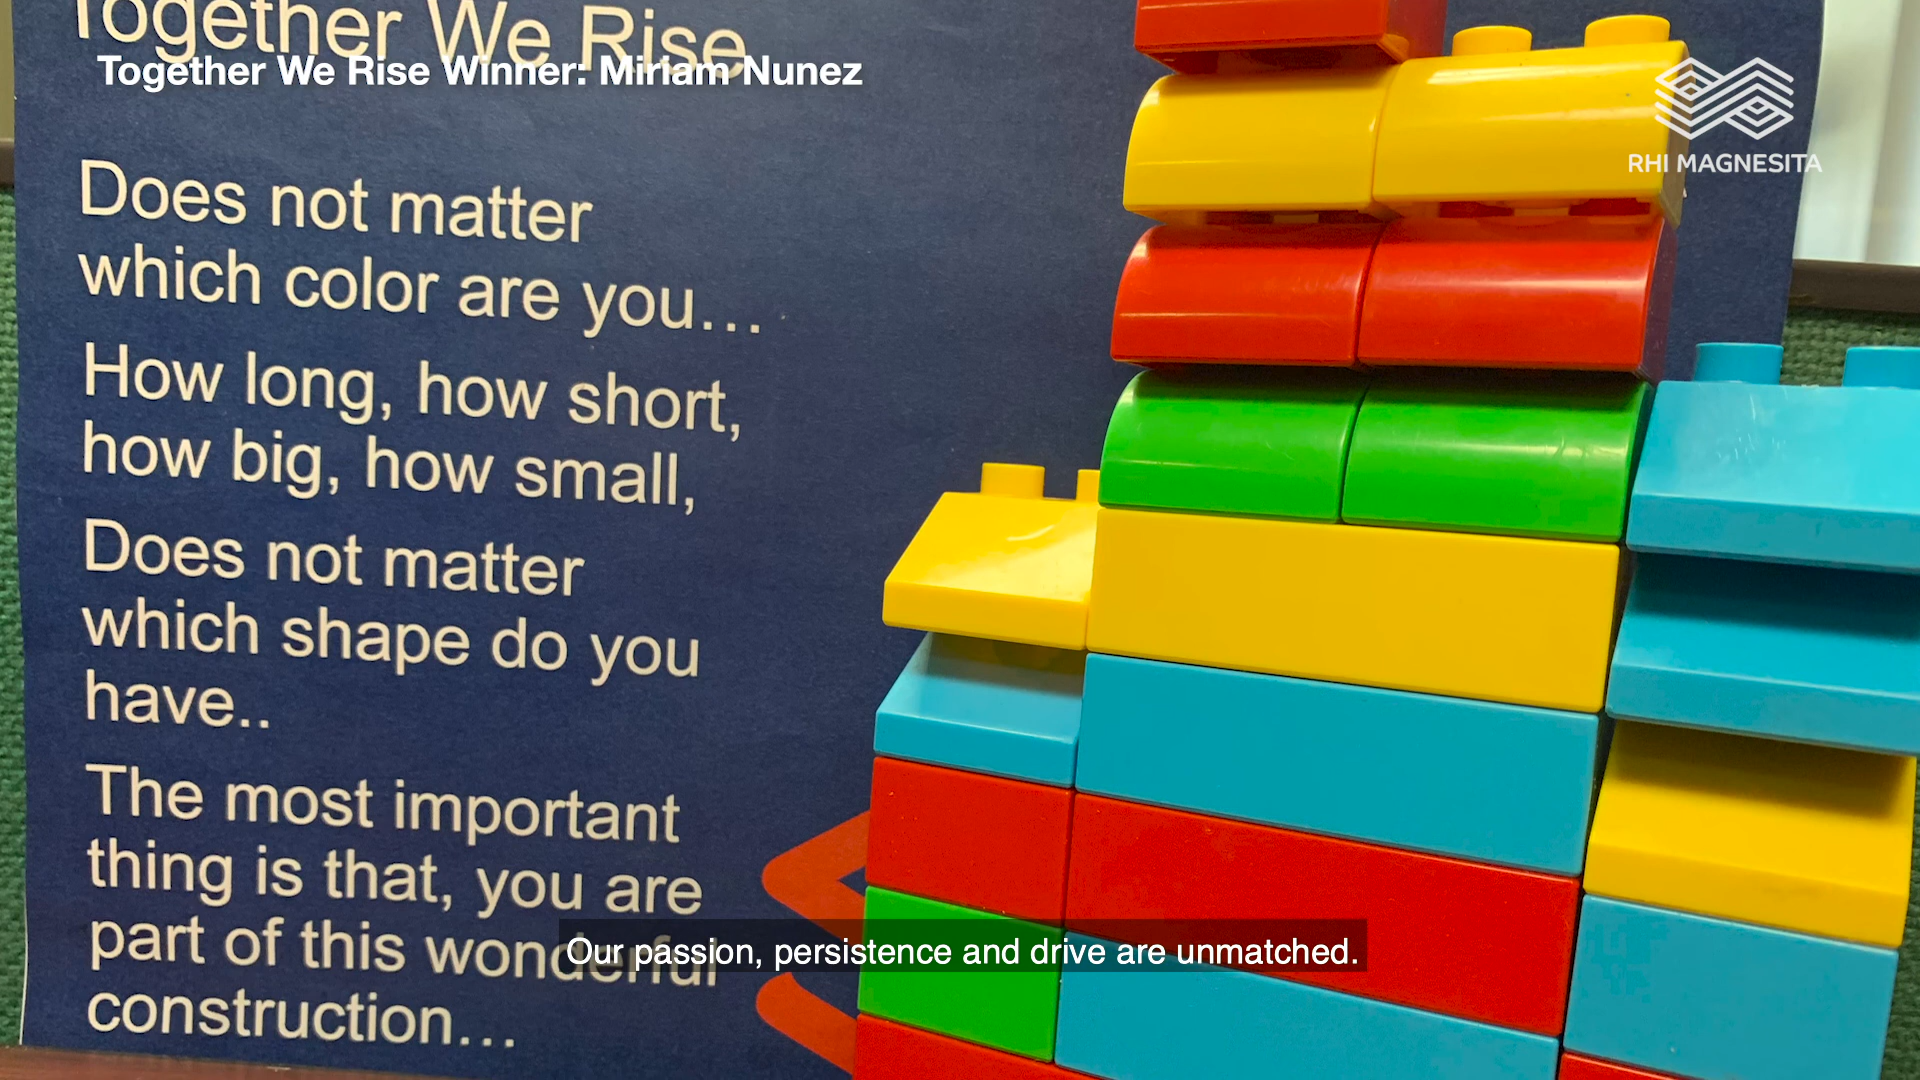 Together We Rise
Together We Rise Winner: Miriam Nunez
RHI MAGNESITA
Does not matter
which color are you...
How long, how short,
how big, how small,
Does not matter
which shape do you
have..
The most important
thing is that, you are
part of this wonderful
construction...
Our passion, persistence and drive are unmatched.